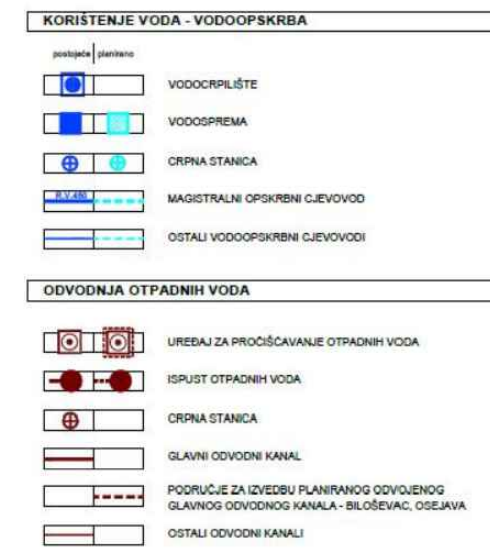 KORIŠTENJE VODA - VODOOPSKRBA
postojeće planirano
VODOCRPILIŠTE
VODOSPREMA
CRPNA STANICA
R.V.450
MAGISTRALNI OPSKRBNI CJEVOVOD
OSTALI VODOOPSKRBNI CJEVOVODI
ODVODNJA OTPADNIH VODA
UREĐAJ ZA PROČIŠĆAVANJE OTPADNIH VODA
ISPUST OTPADNIH VODA
CRPNA STANICA
GLAVNI ODVODNI KANAL
PODRUČJE ZA IZVEDBU PLANIRANOG ODVOJENOG
GLAVNOG ODVODNOG KANALA - BILOŠEVAC, OSEJAVA
OSTALI ODVODNI KANALI